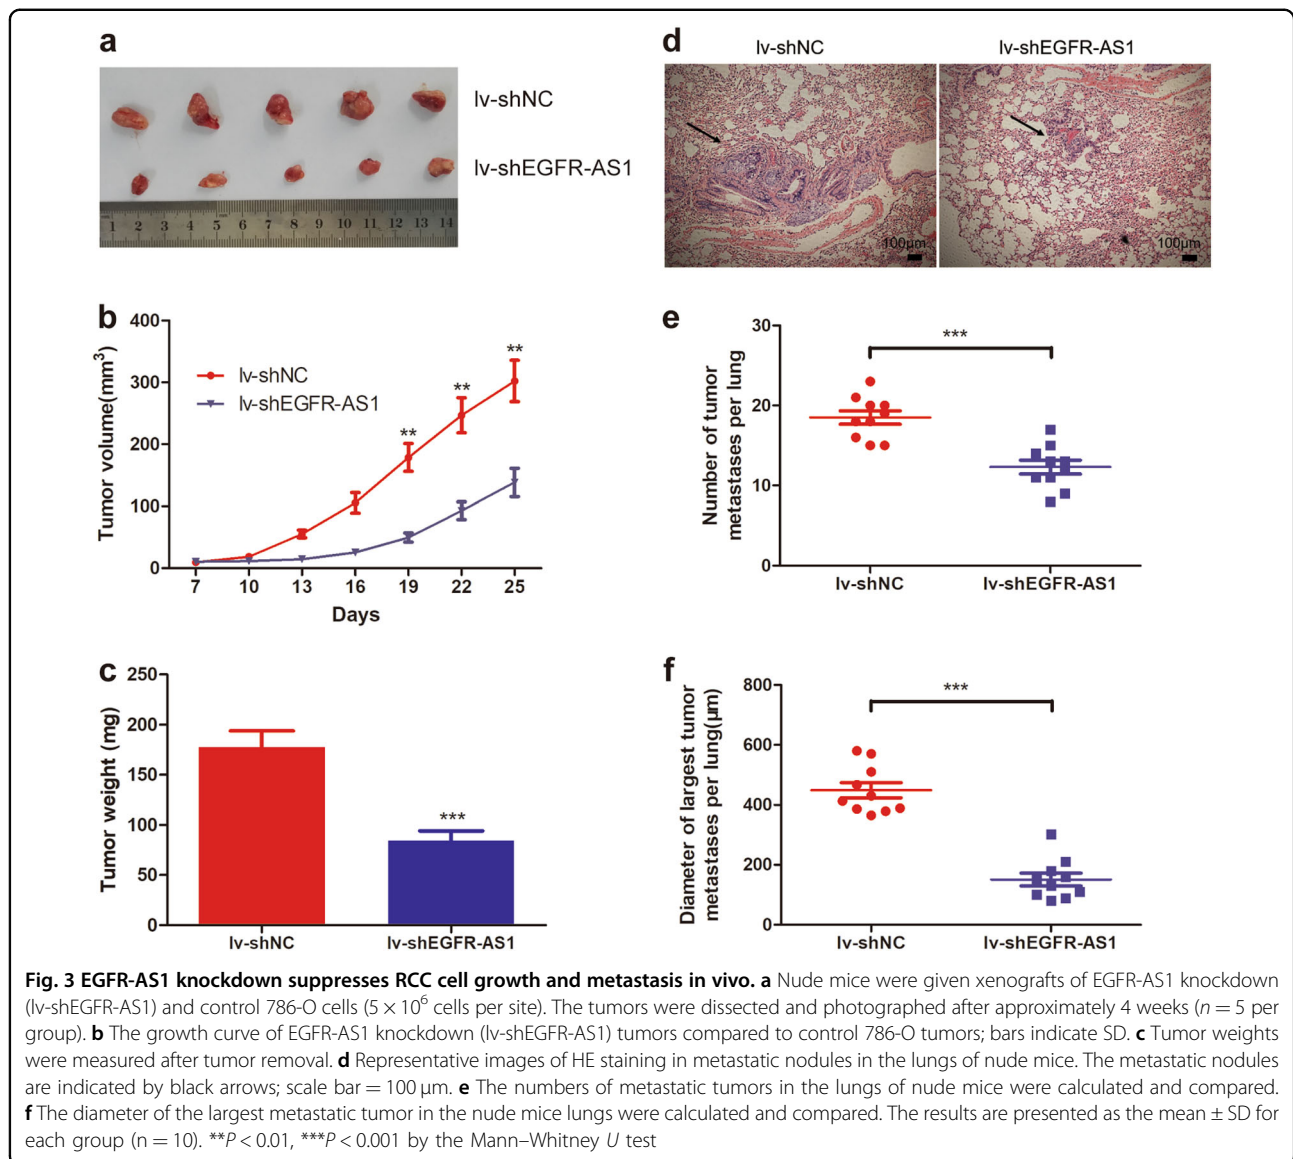 a
lv-shNC
lv-shEGFR-AS1
1 2 3 4 5 6 7 8 9 10 11 12 13 14
d
lv-shNC lv-shEGFR-AS1
100µm 100µm
b
Tumor volume(mm³)
400
300
200
100
0
lv-shNC
lv-shEGFR-AS1
** ** **
7 10 13 16 19 22 25
Days
e
Number of tumor
metastases per lung
30
20
10
0
***
lv-shNC lv-shEGFR-AS1
c
Tumor weight (mg)
250
200
150
100
50
0
***
lv-shNC lv-shEGFR-AS1
f
Diameter of largest tumor
metastases per lung(µm)
800
600
400
200
0
***
lv-shNC lv-shEGFR-AS1
Fig. 3 EGFR-AS1 knockdown suppresses RCC cell growth and metastasis in vivo. a Nude mice were given xenografts of EGFR-AS1 knockdown
(lv-shEGFR-AS1) and control 786-O cells (5 × 10⁶ cells per site). The tumors were dissected and photographed after approximately 4 weeks (n = 5 per
group). b The growth curve of EGFR-AS1 knockdown (lv-shEGFR-AS1) tumors compared to control 786-O tumors; bars indicate SD. c Tumor weights
were measured after tumor removal. d Representative images of HE staining in metastatic nodules in the lungs of nude mice. The metastatic nodules
are indicated by black arrows; scale bar = 100 µm. e The numbers of metastatic tumors in the lungs of nude mice were calculated and compared.
f The diameter of the largest metastatic tumor in the nude mice lungs were calculated and compared. The results are presented as the mean ± SD for
each group (n = 10). **P < 0.01, ***P < 0.001 by the Mann–Whitney U test